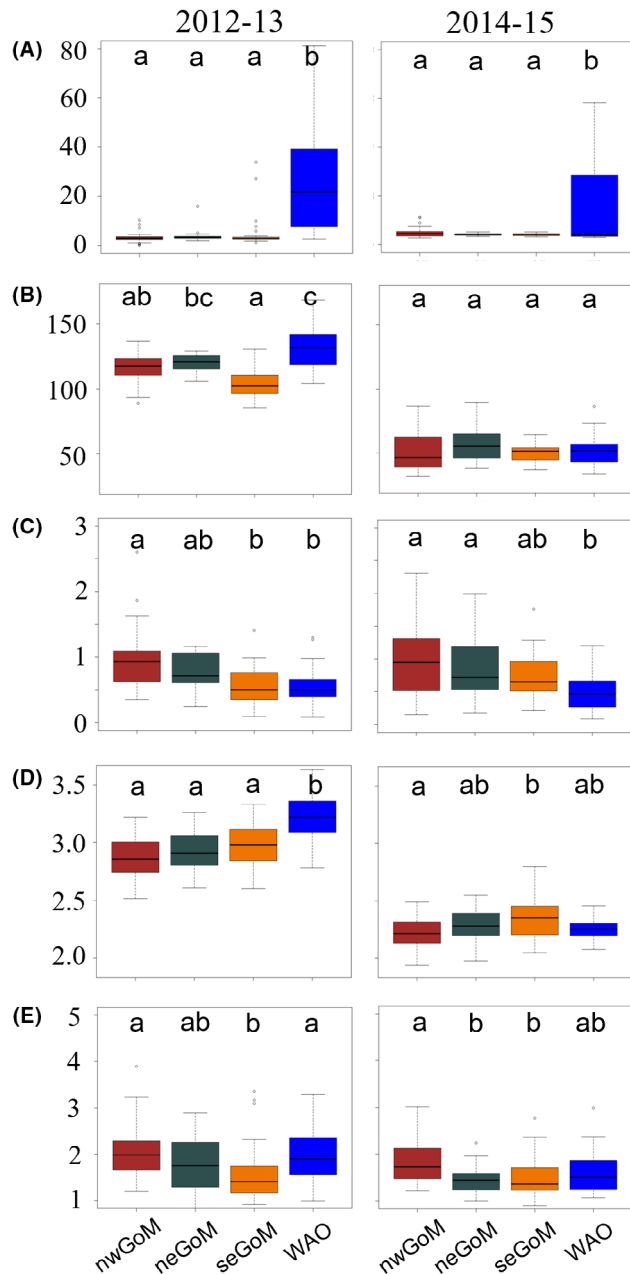 2012-13 2014-15
(A) 80 a a a b a a a b
60
40
20
0
(B) ab bc a c a a a a
150
100
50
(C) 3
a ab b b a a ab b
2
1
0
(D) 3.5 a a a b a ab b ab
3.0
2.5
2.0
(E) 5 a ab b a a b b ab
4
3
2
1
nwGoM neGoM seGoM WAO nwGoM neGoM seGoM WAO